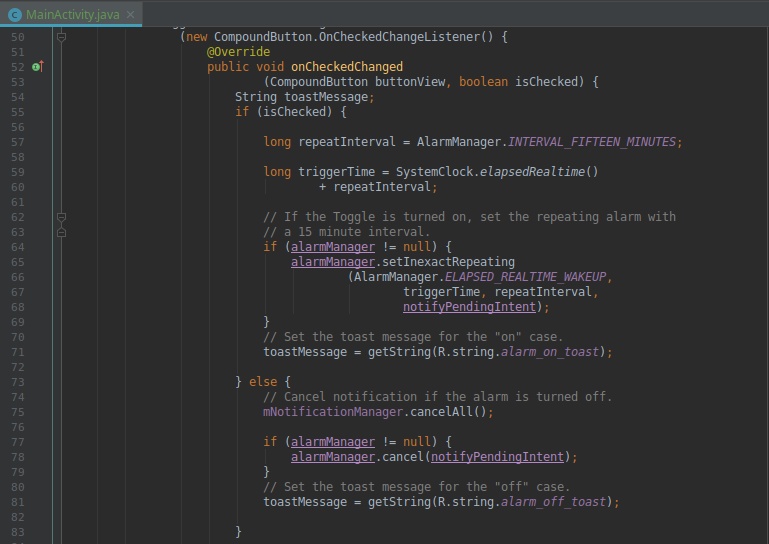 MainActivity.java
50 (new CompoundButton.OnCheckedChangeListener() {
51 @Override
52 public void onCheckedChanged
53 (CompoundButton buttonView, boolean isChecked) {
54 String toastMessage;
55 if (isChecked) {
56
57 long repeatInterval = AlarmManager.INTERVAL_FIFTEEN_MINUTES;
58
59 long triggerTime = SystemClock.elapsedRealtime()
60 + repeatInterval;
61
62 // If the Toggle is turned on, set the repeating alarm with
63 // a 15 minute interval.
64 if (alarmManager != null) {
65 alarmManager.setInexactRepeating
66 (AlarmManager.ELAPSED_REALTIME_WAKEUP,
67 triggerTime, repeatInterval,
68 notifyPendingIntent);
69 }
70 // Set the toast message for the "on" case.
71 toastMessage = getString(R.string.alarm_on_toast);
72
73 } else {
74 // Cancel notification if the alarm is turned off.
75 mNotificationManager.cancelAll();
76
77 if (alarmManager != null) {
78 alarmManager.cancel(notifyPendingIntent);
79 }
80 // Set the toast message for the "off" case.
81 toastMessage = getString(R.string.alarm_off_toast);
82
83 }